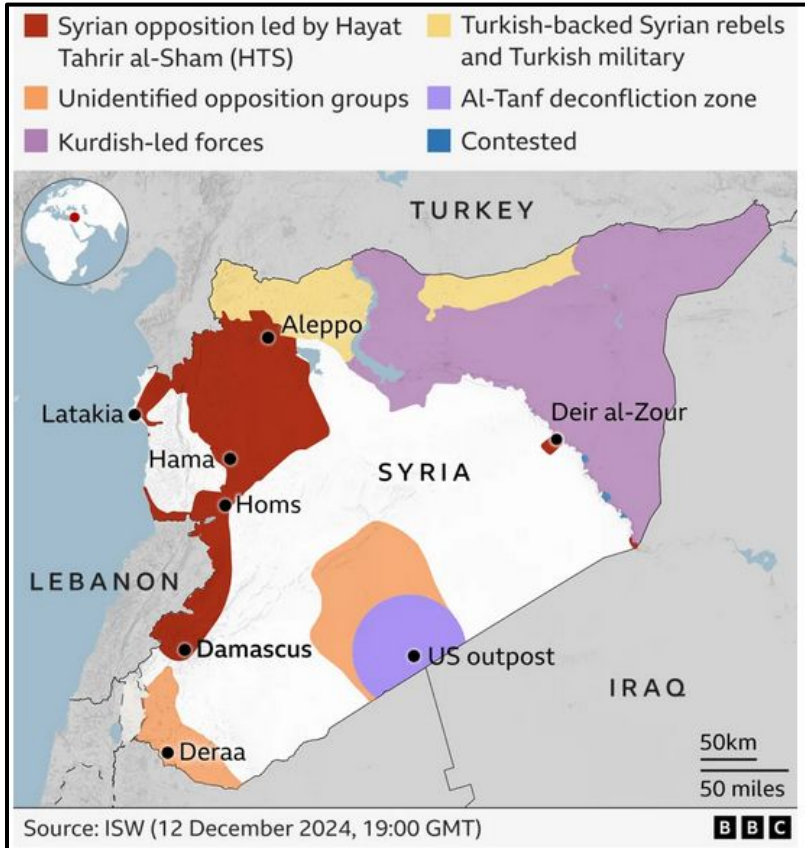 Syrian opposition led by Hayat
Tahrir al-Sham (HTS)
Unidentified opposition groups
Kurdish-led forces
Turkish-backed Syrian rebels
and Turkish military
Al-Tanf deconfliction zone
Contested
TURKEY
Aleppo
Latakia
Deir al-Zour
Hama
SYRIA
Homs
LEBANON
Damascus
US outpost
IRAQ
Deraa
50km
50 miles
Source: ISW (12 December 2024, 19:00 GMT)
BBC